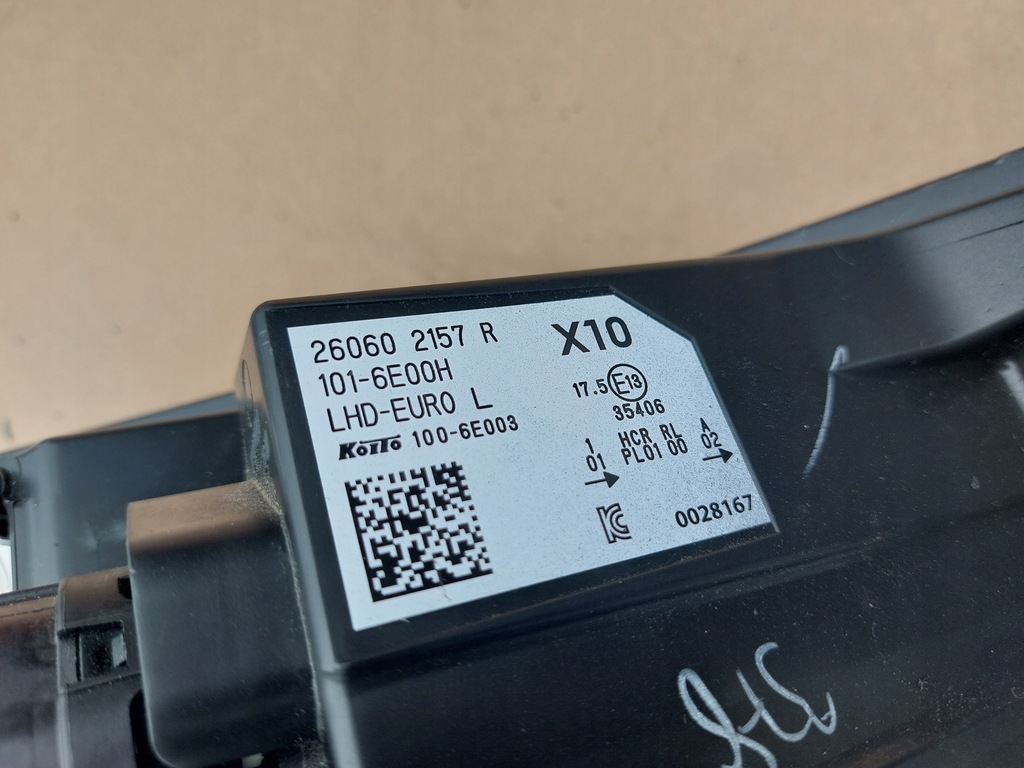 26060 2157 R
X10
101-6E00H
LHD-EURO L
KOITO 100-6E003
17.5 E13
35406
1 HCR RL A
01 PL01 00 02
0028167